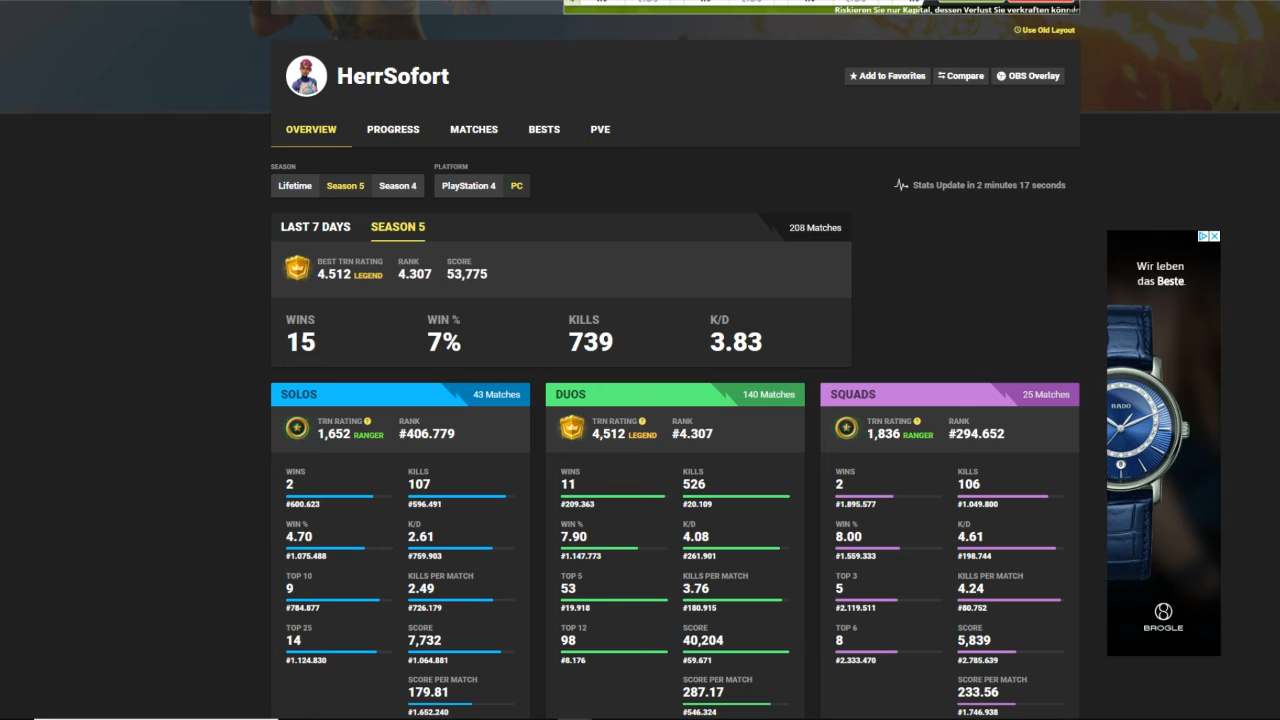 Riskieren Sie nur Kapital, dessen Verlust Sie verkraften könn
Use Old Layout
HerrSofort
Add to Favorites
Compare
OBS Overlay
OVERVIEW PROGRESS MATCHES BESTS PVE
SEASON
Lifetime Season 5 Season 4
PLATFORM
PlayStation 4 PC
Stats Update in 2 minutes 17 seconds
LAST 7 DAYS SEASON 5 208 Matches
BEST TRN RATING RANK SCORE
4.512 LEGEND 4.307 53,775
WINS WIN % KILLS K/D
15 7% 739 3.83
SOLOS 43 Matches
TRN RATING RANK
1,652 RANGER #406.779
WINS KILLS
2 107
#600.623 #596.491
WIN % K/D
4.70 2.61
#1.075.488 #759.903
TOP 10 KILLS PER MATCH
9 2.49
#784.877 #726.179
TOP 25 SCORE
14 7,732
#1.124.830 #1.064.881
SCORE PER MATCH
179.81
#1.652.240
DUOS 140 Matches
TRN RATING RANK
4,512 LEGEND #4.307
WINS KILLS
11 526
#209.363 #20.109
WIN % K/D
7.90 4.08
#1.147.773 #261.901
TOP 5 KILLS PER MATCH
53 3.76
#19.918 #180.915
TOP 12 SCORE
98 40,204
#8.176 #59.671
SCORE PER MATCH
287.17
#546.324
SQUADS 25 Matches
TRN RATING RANK
1,836 RANGER #294.652
WINS KILLS
2 106
#1.895.577 #1.049.800
WIN % K/D
8.00 4.61
#1.559.333 #198.744
TOP 3 KILLS PER MATCH
5 4.24
#2.119.511 #80.752
TOP 6 SCORE
8 5,839
#2.333.470 #2.785.639
SCORE PER MATCH
233.56
#1.746.938
Wir leben
das Beste.
RADO
8
BROGLE